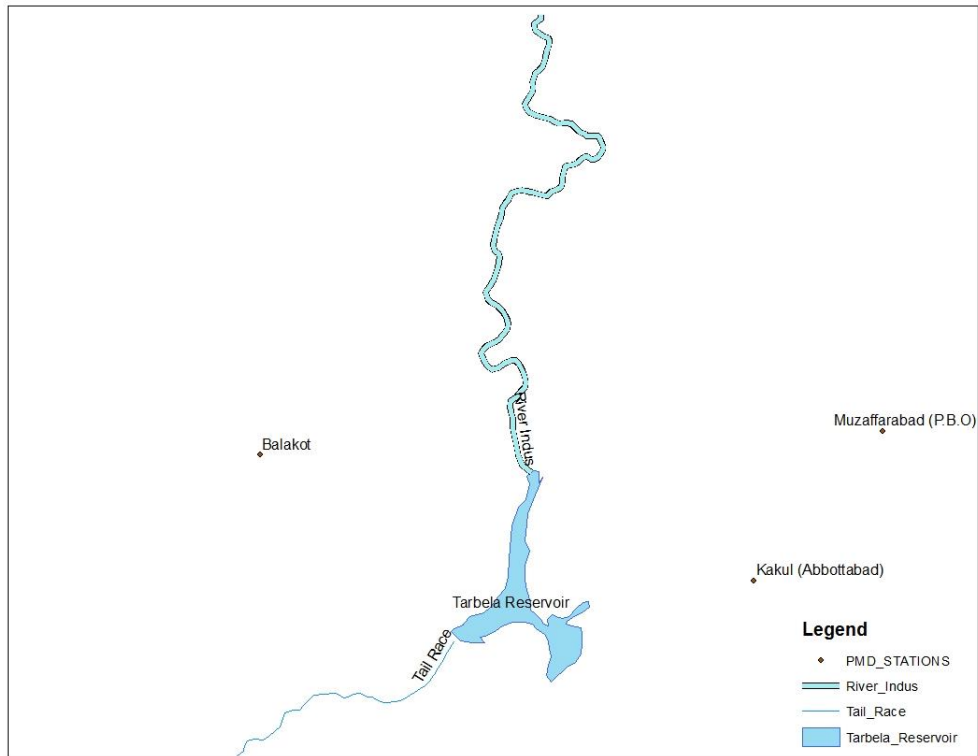 River Indus
Muzaffarabad (P.B.O)
Balakot
Kakul (Abbottabad)
Tarbela Reservoir
Tail Race
Legend
PMD_STATIONS
River_Indus
Tail_Race
Tarbela_Reservoir